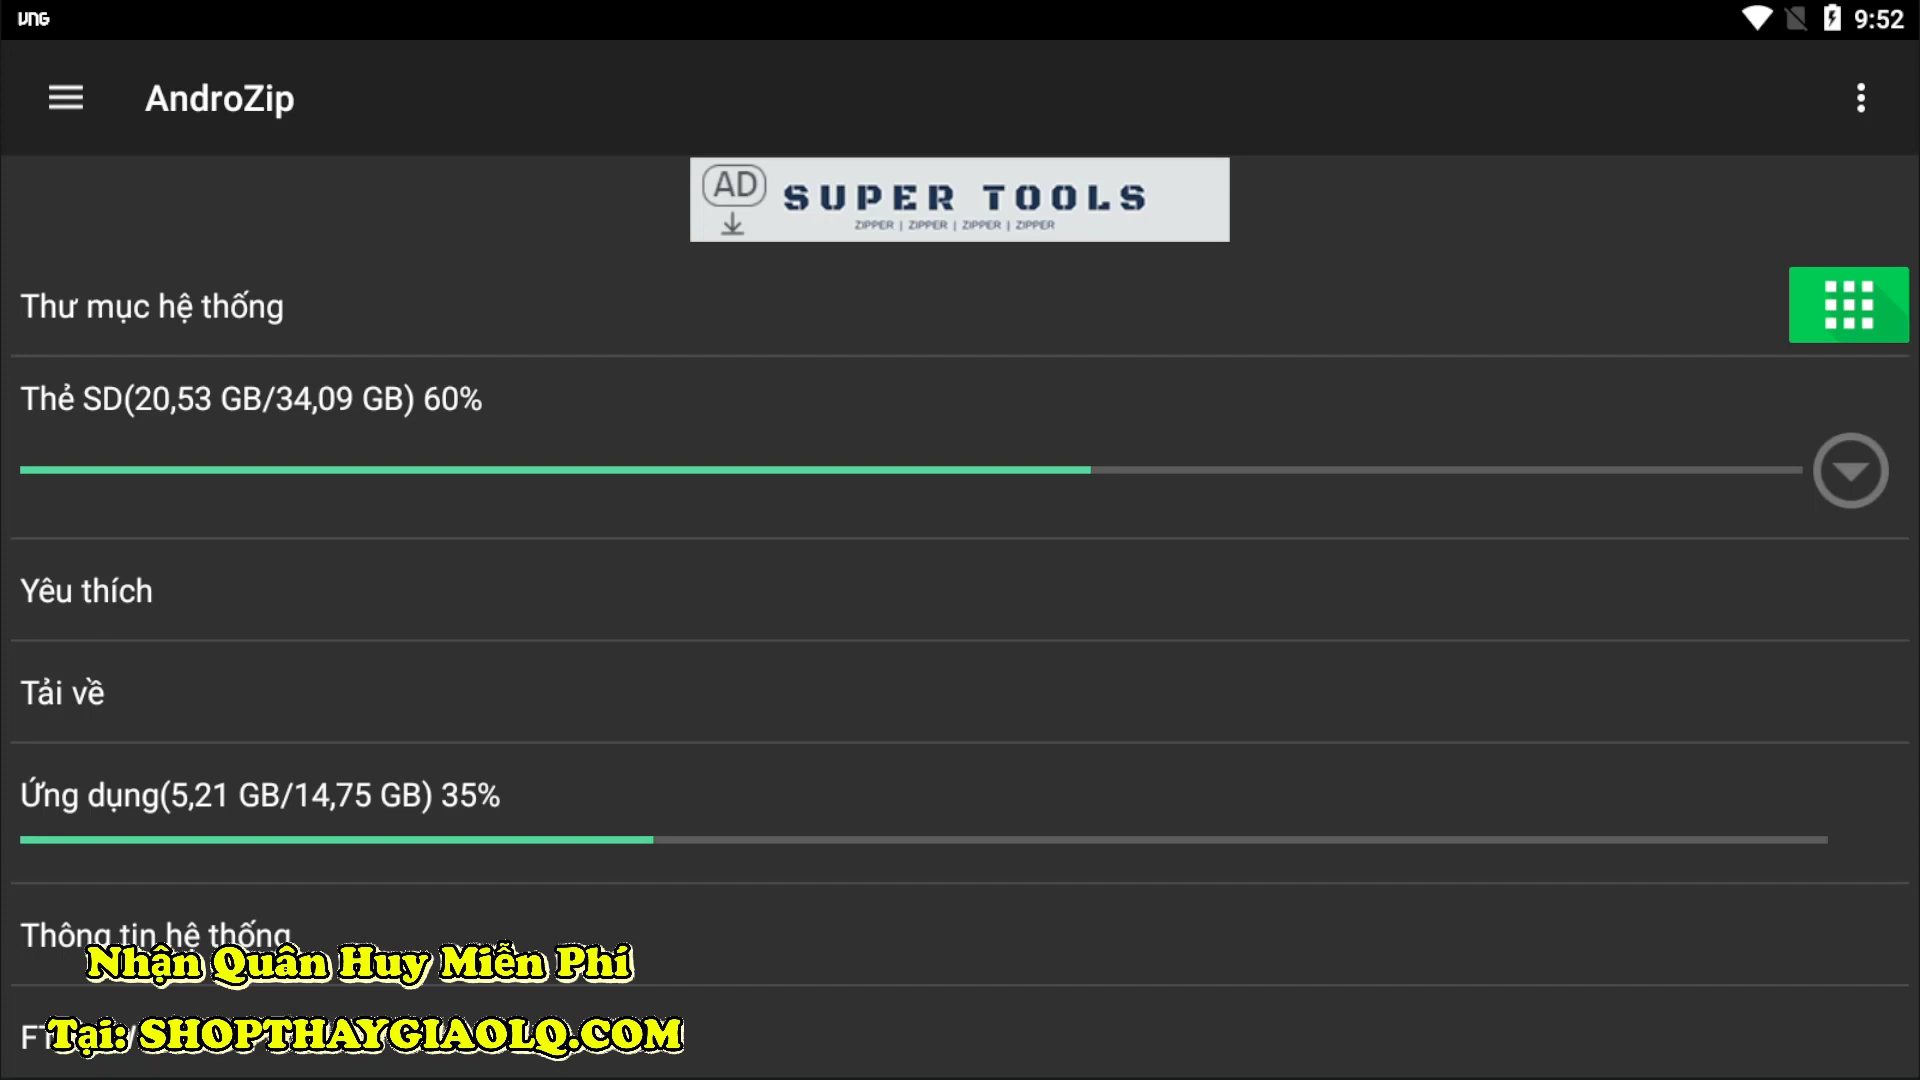 VNG
9:52
AndroZip
AD
SUPER TOOLS
ZIPPER | ZIPPER | ZIPPER | ZIPPER
Thư mục hệ thống
Thẻ SD(20,53 GB/34,09 GB) 60%
Yêu thích
Tải về
Ứng dụng(5,21 GB/14,75 GB) 35%
Thông tin hệ thống
Nhận Quân Huy Miễn Phí
Tại: SHOPTHAYGIAOLQ.COM